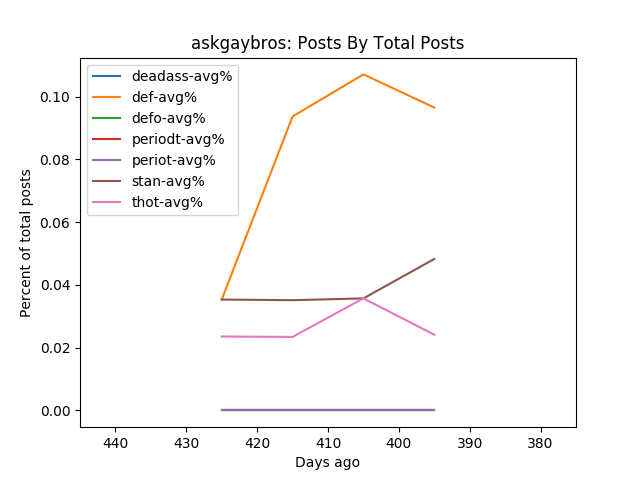 askgaybros: Posts By Total Posts
deadass-avg%
def-avg%
defo-avg%
periodt-avg%
periot-avg%
stan-avg%
thot-avg%
Percent of total posts
0.10
0.08
0.06
0.04
0.02
0.00
440 430 420 410 400 390 380
Days ago